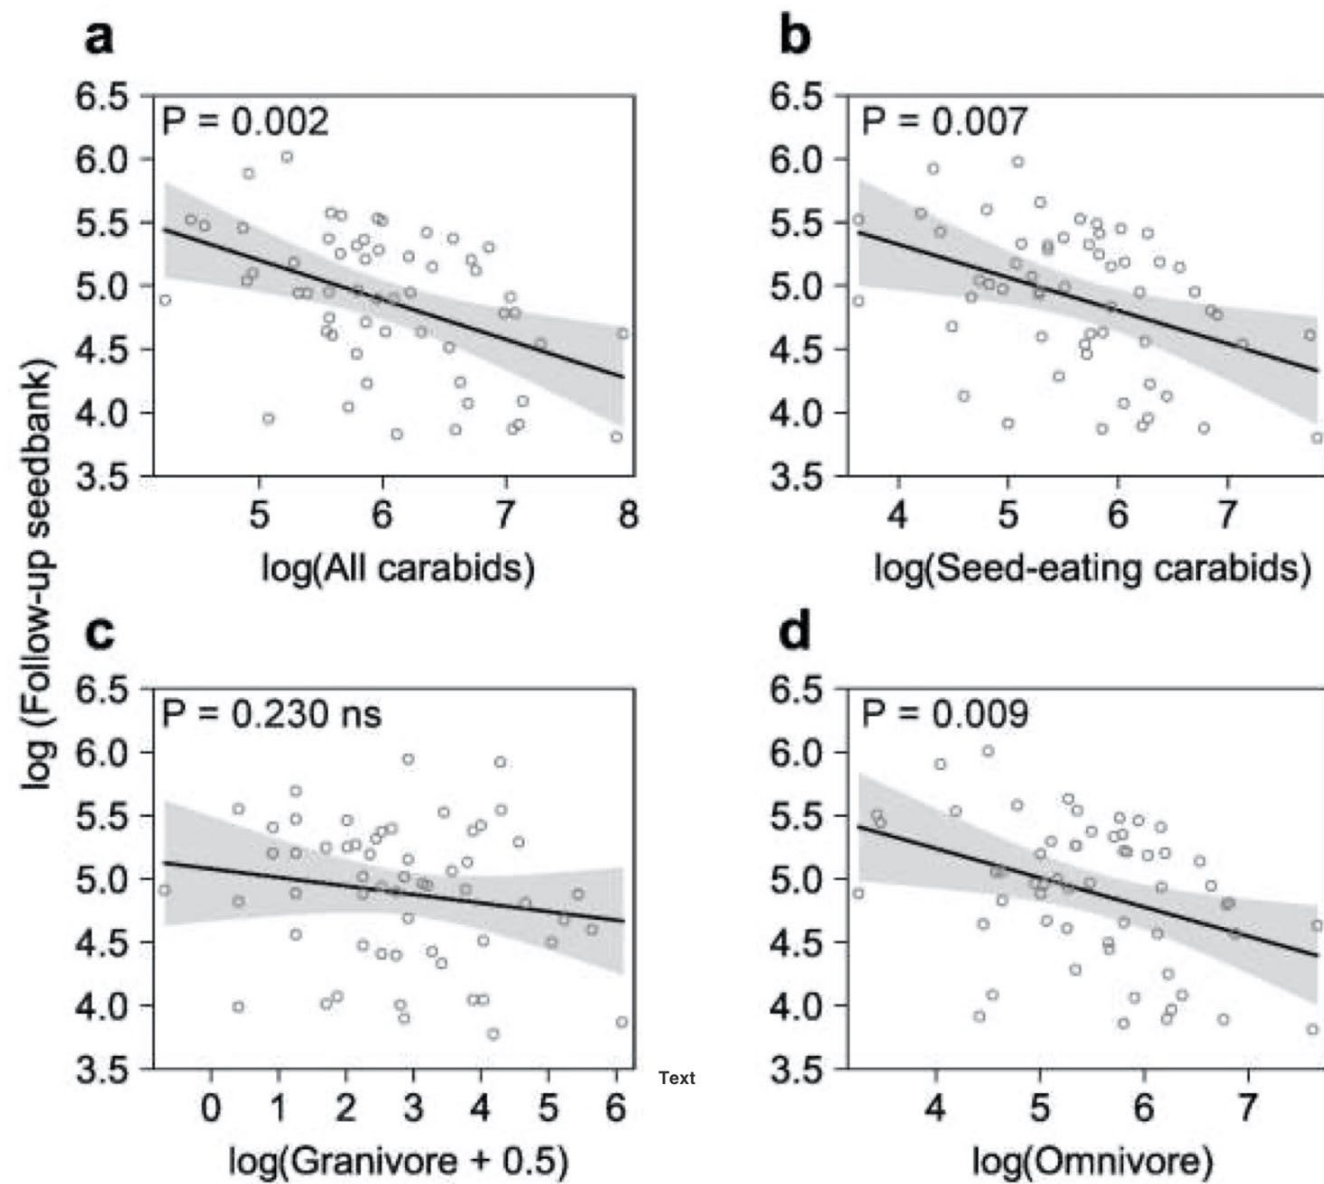 a
b
6.5
P = 0.002
6.0
5.5
5.0
4.5
4.0
3.5
5 6 7 8
log(All carabids)
6.5
P = 0.007
6.0
5.5
5.0
4.5
4.0
3.5
4 5 6 7
log(Seed-eating carabids)
log (Follow-up seedbank)
c
d
6.5
P = 0.230 ns
6.0
5.5
5.0
4.5
4.0
3.5
0 1 2 3 4 5 6
log(Granivore + 0.5)
Text
6.5
P = 0.009
6.0
5.5
5.0
4.5
4.0
3.5
4 5 6 7
log(Omnivore)